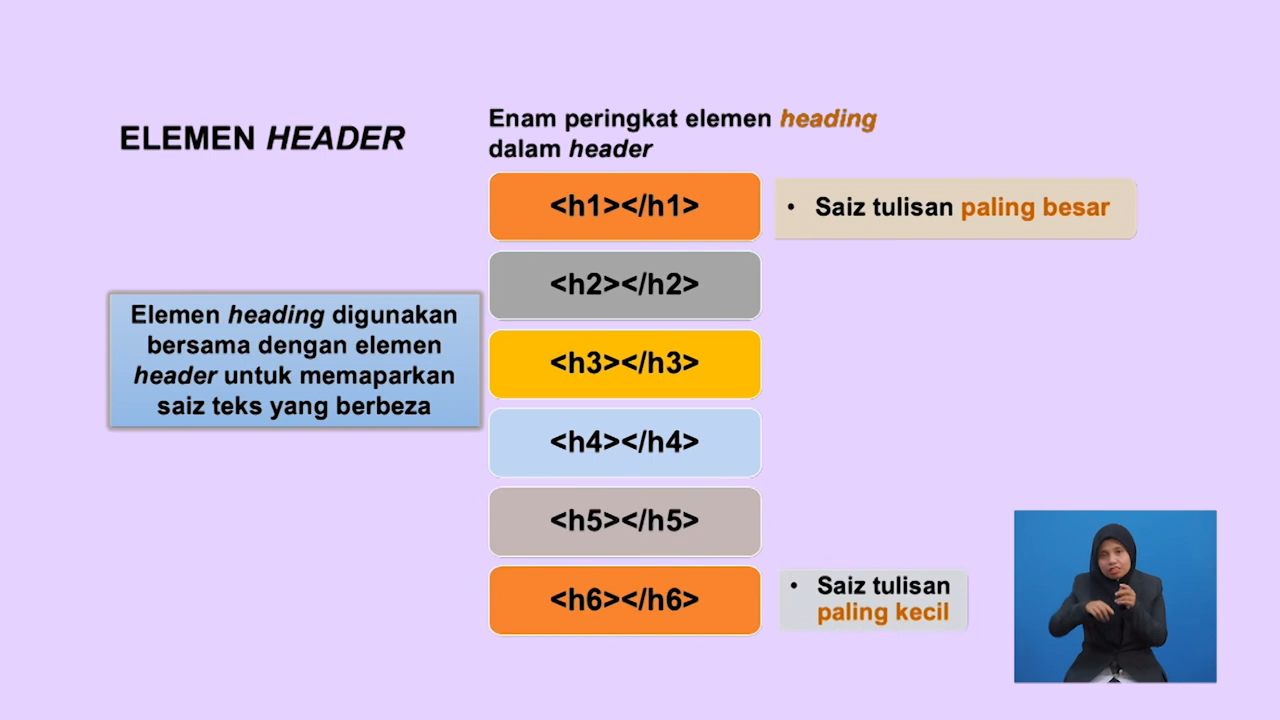 ELEMEN HEADER
Enam peringkat elemen heading
dalam header
<h1></h1>
• Saiz tulisan paling besar
<h2></h2>
Elemen heading digunakan
bersama dengan elemen
header untuk memaparkan
saiz teks yang berbeza
<h3></h3>
<h4></h4>
<h5></h5>
<h6></h6>
• Saiz tulisan
paling kecil